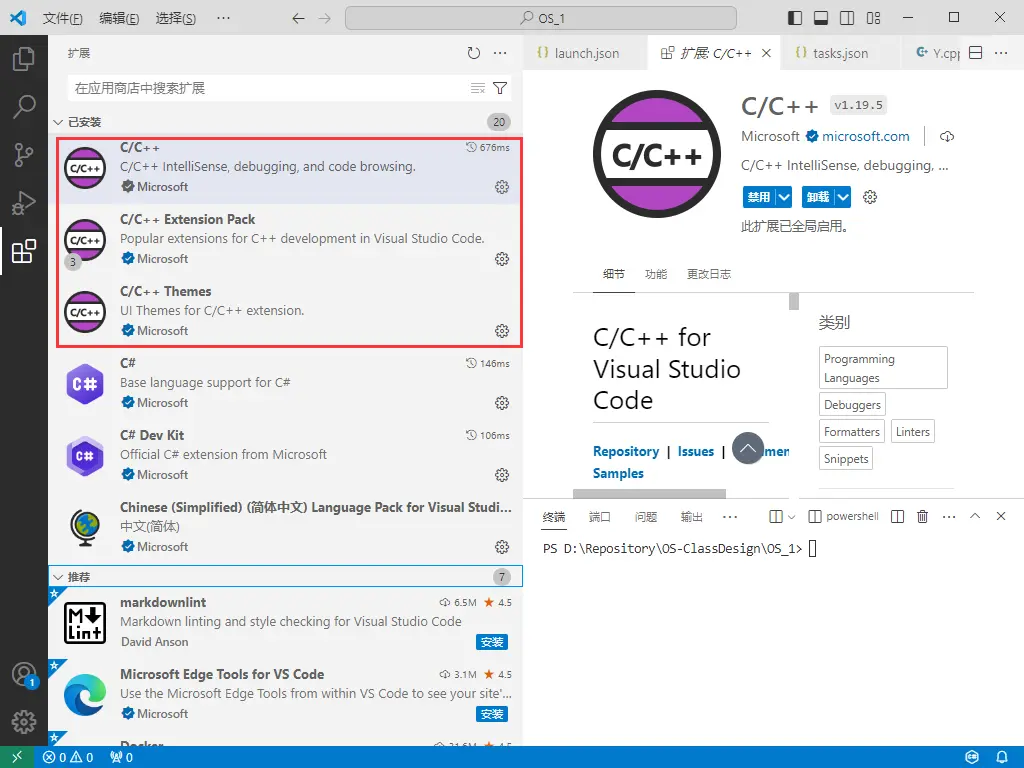 文件(F) 编辑(E) 选择(S) ··· OS_1
扩展
在应用商店中搜索扩展
已安装 20
C/C++ 676ms
C/C++ IntelliSense, debugging, and code browsing.
Microsoft
C/C++ Extension Pack
Popular extensions for C++ development in Visual Studio Code.
3 Microsoft
C/C++ Themes
UI Themes for C/C++ extension.
Microsoft
C# 146ms
Base language support for C#
Microsoft
C# Dev Kit 106ms
Official C# extension from Microsoft
Microsoft
Chinese (Simplified) (简体中文) Language Pack for Visual Studi...
中文(简体)
Microsoft
推荐 7
markdownlint 6.5M 4.5
Markdown linting and style checking for Visual Studio Code
David Anson 安装
Microsoft Edge Tools for VS Code 3.1M 4.5
Use the Microsoft Edge Tools from within VS Code to see your site'...
Microsoft 安装
launch.json 扩展: C/C++ tasks.json Y.cp
C/C++
C/C++ v1.19.5
Microsoft microsoft.com
C/C++ IntelliSense, debugging, ...
禁用 卸载
此扩展已全局启用。
细节 功能 更改日志
C/C++ for
Visual Studio
Code
Repository | Issues |
Samples
类别
Programming
Languages
Debuggers
Formatters Linters
Snippets
终端 端口 问题 输出 ··· powershell
PS D:\Repository\OS-ClassDesign\OS_1>
1
0 0 0